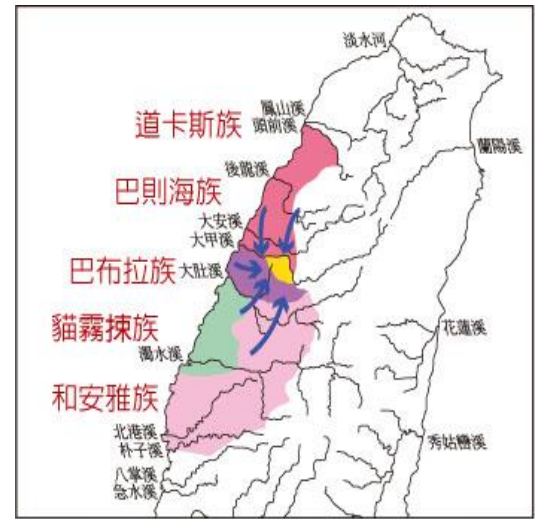 淡水河
鳳山溪
頭前溪
道卡斯族
蘭陽溪
後龍溪
巴則海族
大安溪
大甲溪
巴布拉族
大肚溪
貓霧捒族
花蓮溪
濁水溪
和安雅族
北港溪
朴子溪
秀姑巒溪
八掌溪
急水溪